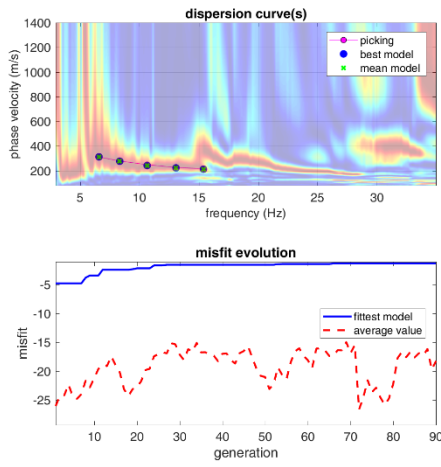 dispersion curve(s)
1400
1200
1000
800
600
400
200
phase velocity (m/s)
picking
best model
mean model
5 10 15 20 25 30
frequency (Hz)
misfit evolution
-5
-10
-15
-20
-25
misfit
fittest model
average value
10 20 30 40 50 60 70 80 90
generation